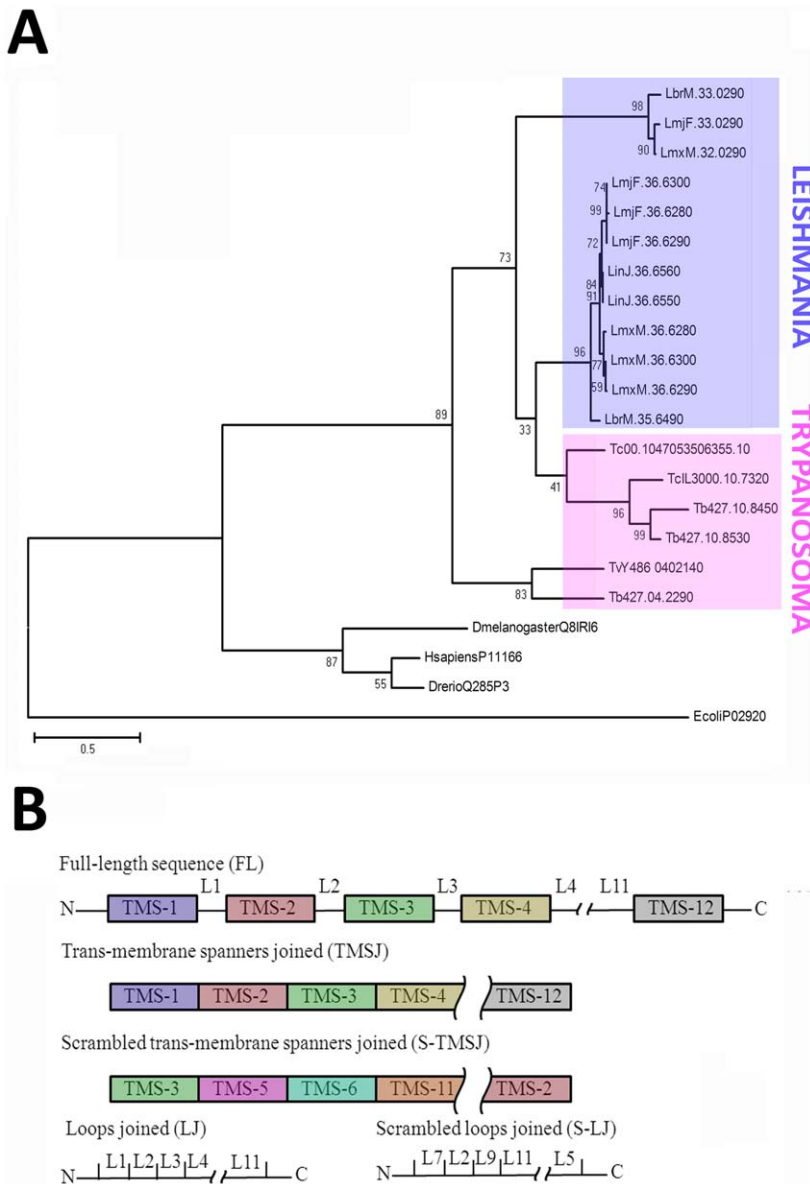 A
98
LbrM.33.0290
LmjF.33.0290
90
LmxM.32.0290
74
LmjF.36.6300
99
LmjF.36.6280
72
LmjF.36.6290
73
LinJ.36.6560
84
91
LinJ.36.6550
LmxM.36.6280
96
77
LmxM.36.6300
59
LmxM.36.6290
89
LbrM.35.6490
33
LEISHMANIA
Tc00.1047053506355.10
41
TcIL3000.10.7320
96
Tb427.10.8450
99
Tb427.10.8530
TvY486 0402140
83
Tb427.04.2290
TRYPANOSOMA
DmelanogasterQ8IRI6
87
HsapiensP11166
55
DrerioQ285P3
EcoliP02920
0.5
B
Full-length sequence (FL)
L1 L2 L3 L4 L11
N TMS-1 TMS-2 TMS-3 TMS-4 TMS-12 C
Trans-membrane spanners joined (TMSJ)
TMS-1 TMS-2 TMS-3 TMS-4 TMS-12
Scrambled trans-membrane spanners joined (S-TMSJ)
TMS-3 TMS-5 TMS-6 TMS-11 TMS-2
Loops joined (LJ) Scrambled loops joined (S-LJ)
N L1 L2 L3 L4 L11 C N L7 L2 L9 L11 L5 C